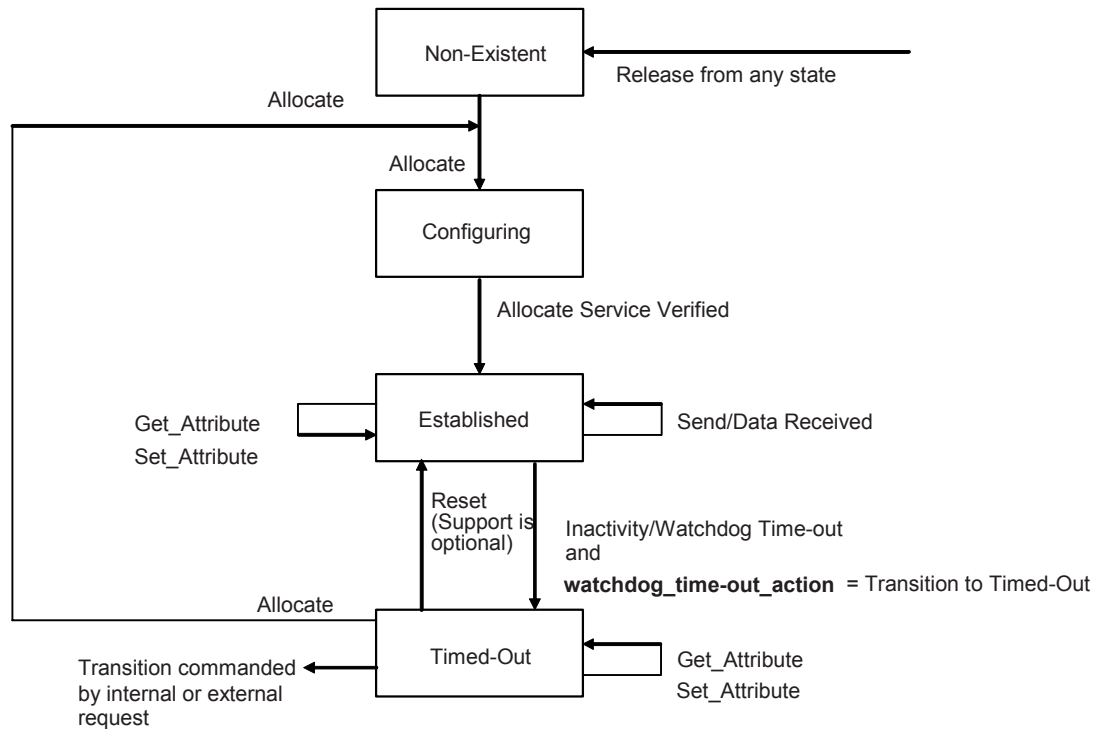 Non-Existent
Release from any state
Allocate
Allocate
Configuring
Allocate Service Verified
Get_Attribute
Set_Attribute
Established
Send/Data Received
Reset
(Support is
optional)
Inactivity/Watchdog Time-out
and
watchdog_time-out_action = Transition to Timed-Out
Allocate
Transition commanded
by internal or external
request
Timed-Out
Get_Attribute
Set_Attribute